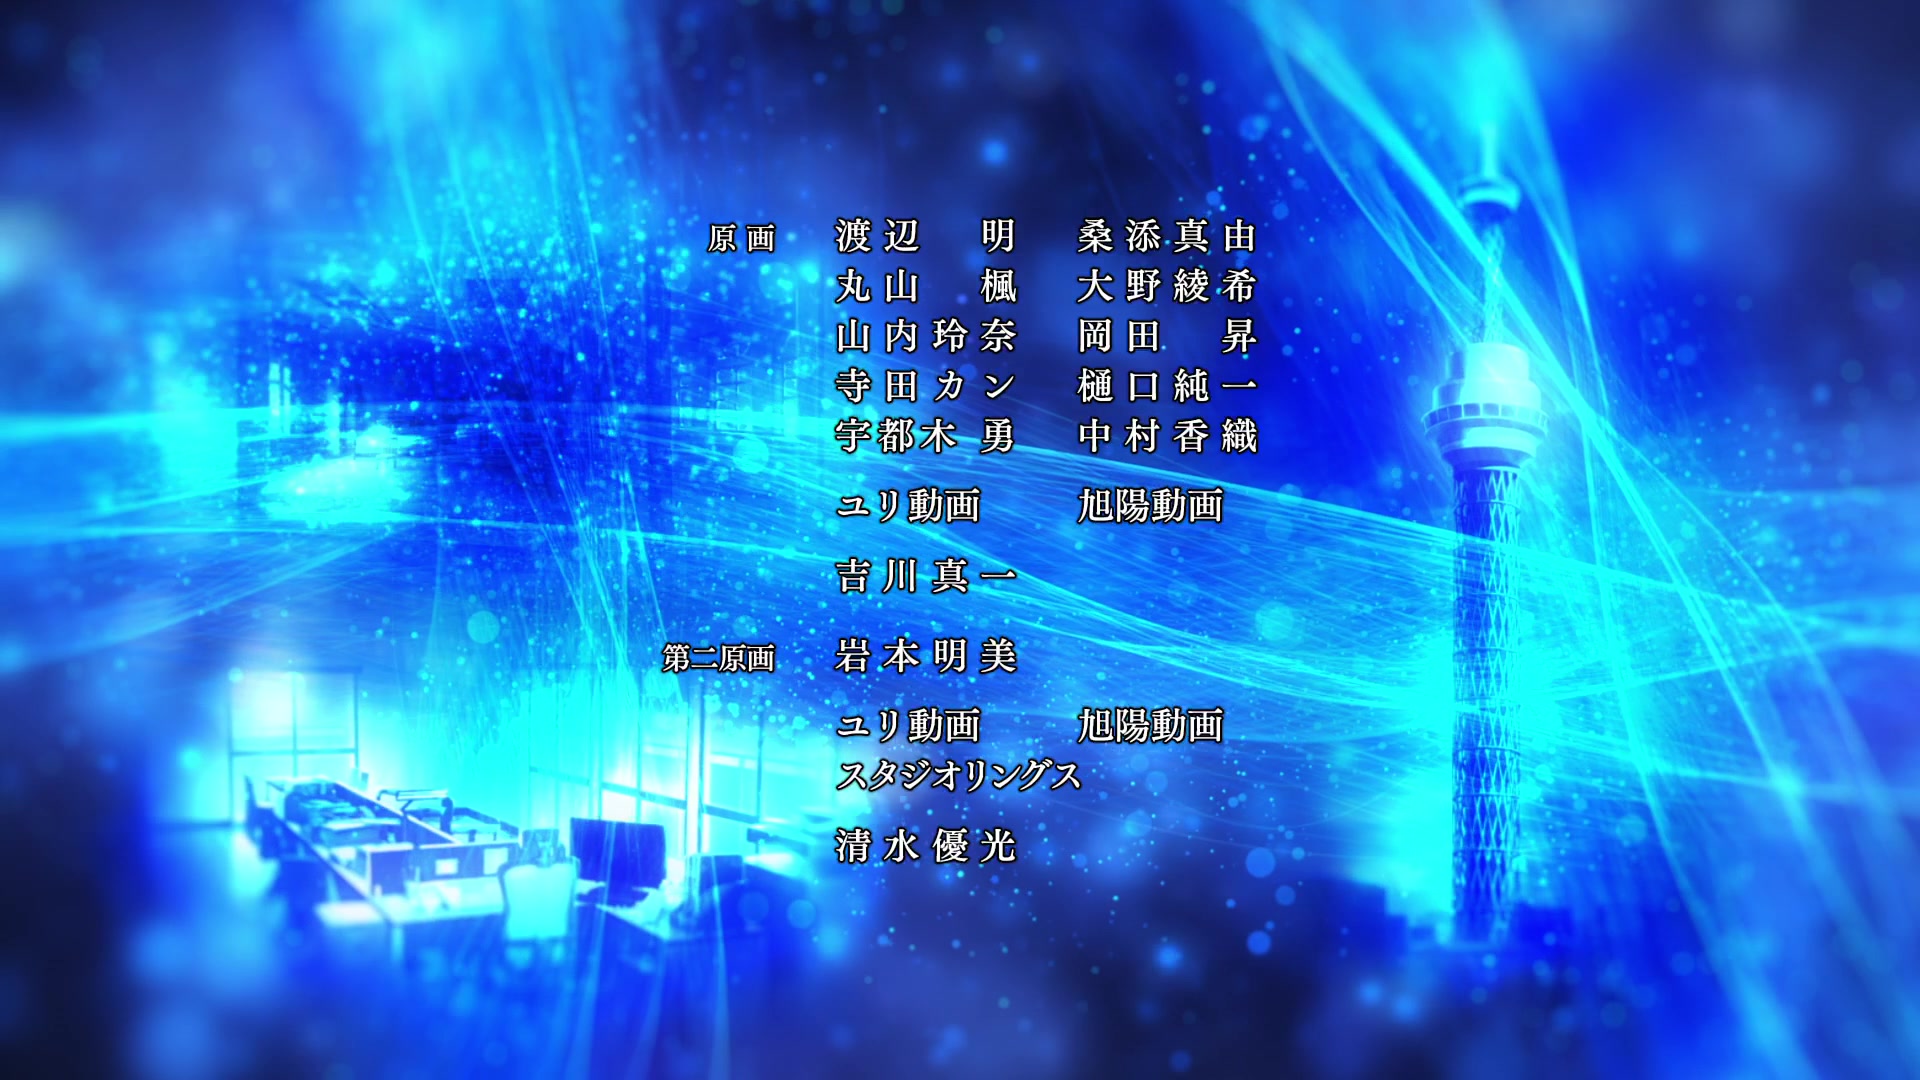 原画 渡辺 明 桑添真由
丸山 楓 大野綾希
山内玲奈 岡田 昇
寺田カン 樋口純一
宇都木 勇 中村香織
ユリ動画 旭陽動画
吉川真一
第二原画 岩本明美
ユリ動画 旭陽動画
スタジオリングス
清水優光